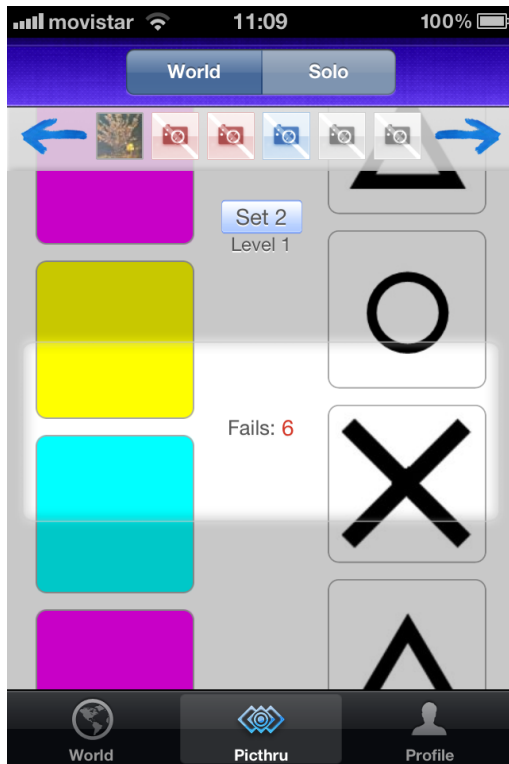 movistar 11:09 100%
World Solo
Set 2
Level 1
Fails: 6
World Picthru Profile